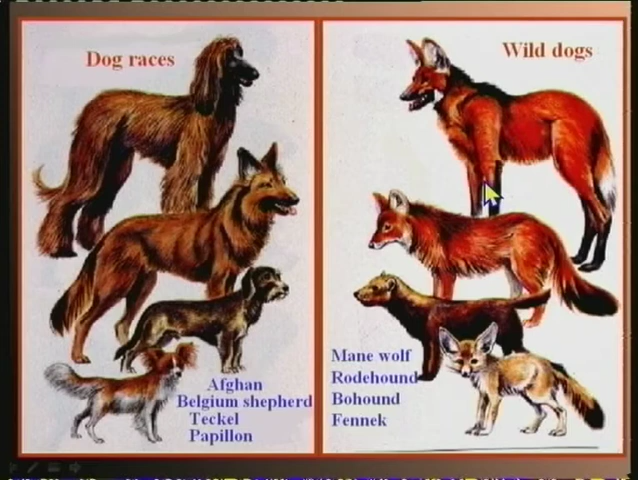 Dog races
Wild dogs
Afghan
Belgium shepherd
Teckel
Papillon
Mane wolf
Rodehound
Bohound
Fennek